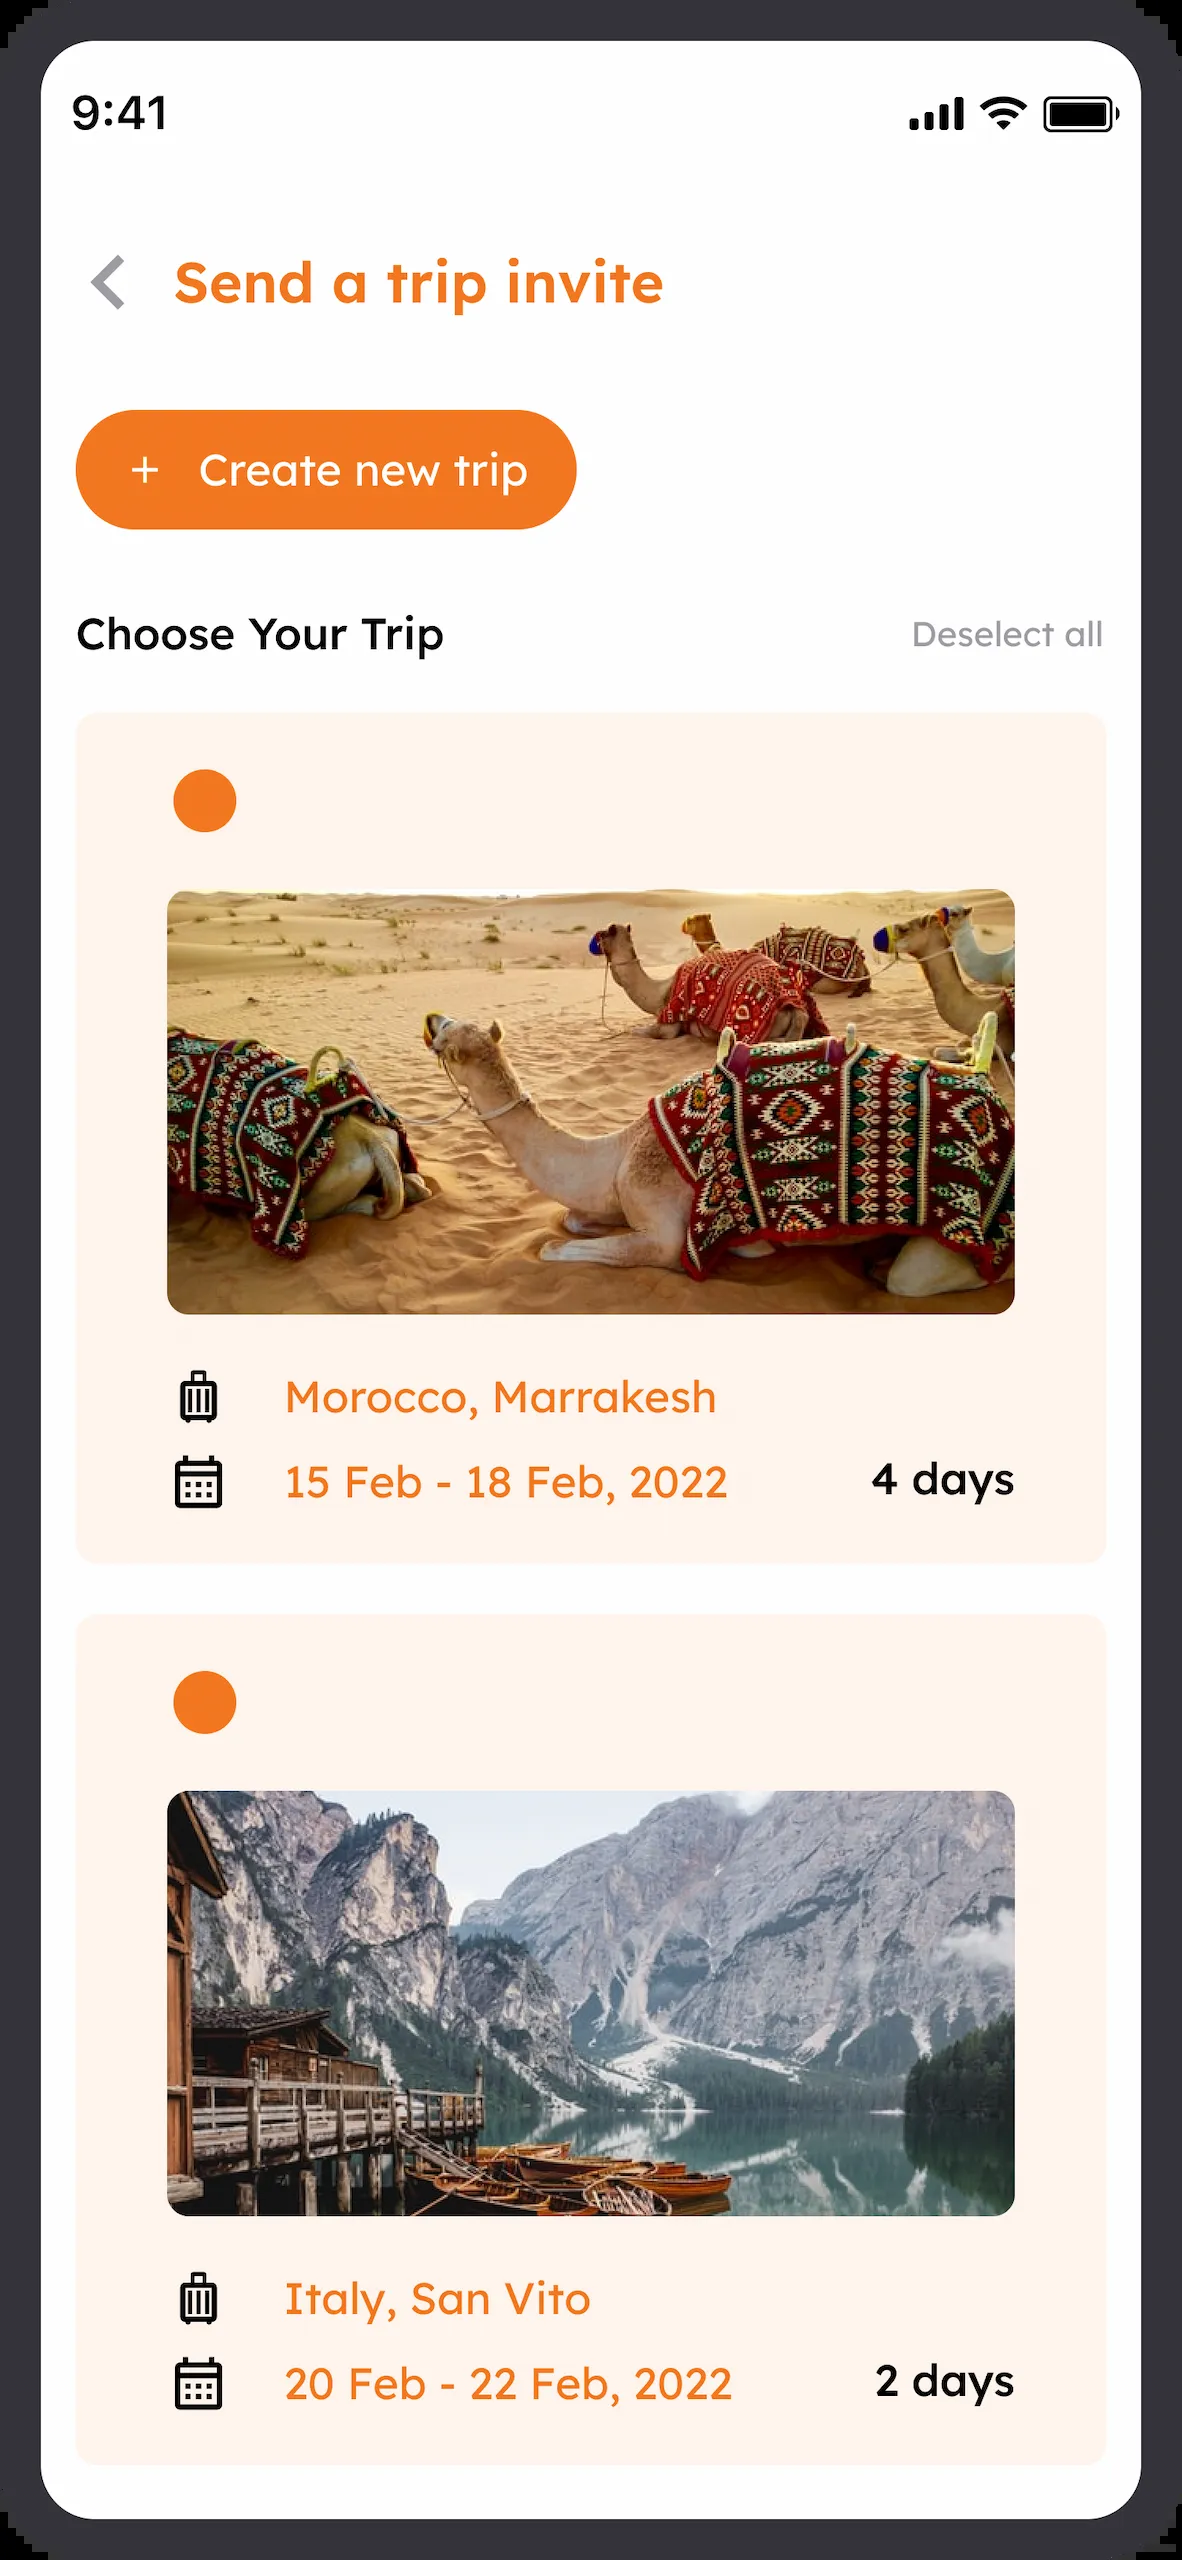 9:41
Send a trip invite
+ Create new trip
Choose Your Trip
Deselect all
Morocco, Marrakesh
15 Feb - 18 Feb, 2022
4 days
Italy, San Vito
20 Feb - 22 Feb, 2022
2 days